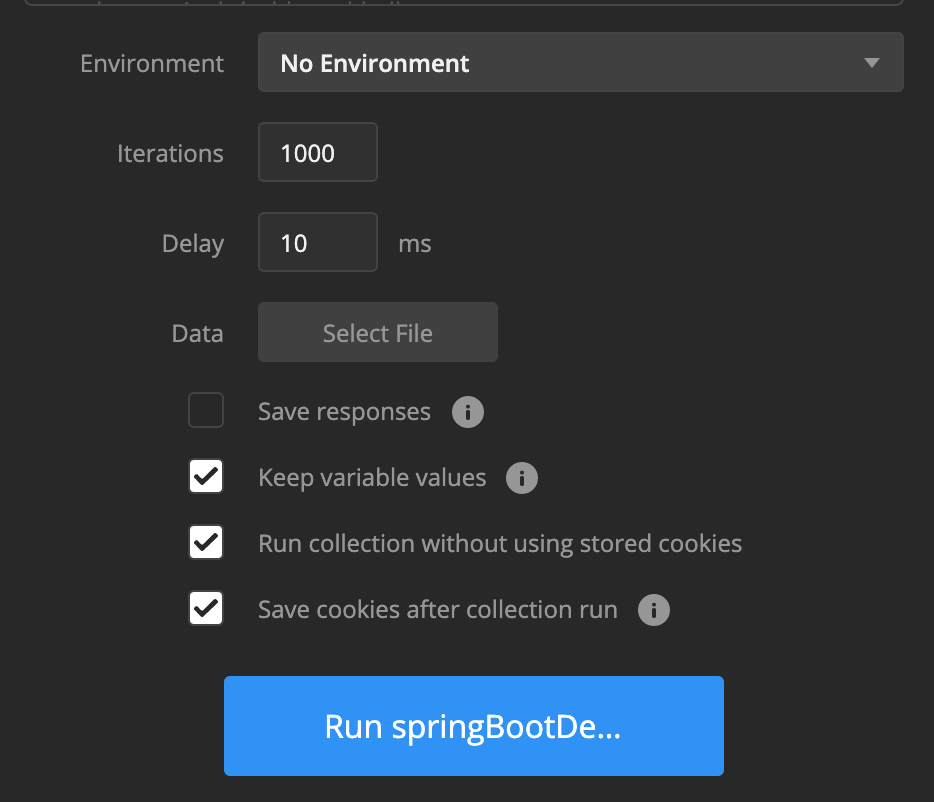 Environment No Environment
Iterations 1000
Delay 10 ms
Data Select File
Save responses
Keep variable values
Run collection without using stored cookies
Save cookies after collection run
Run springBootDe...